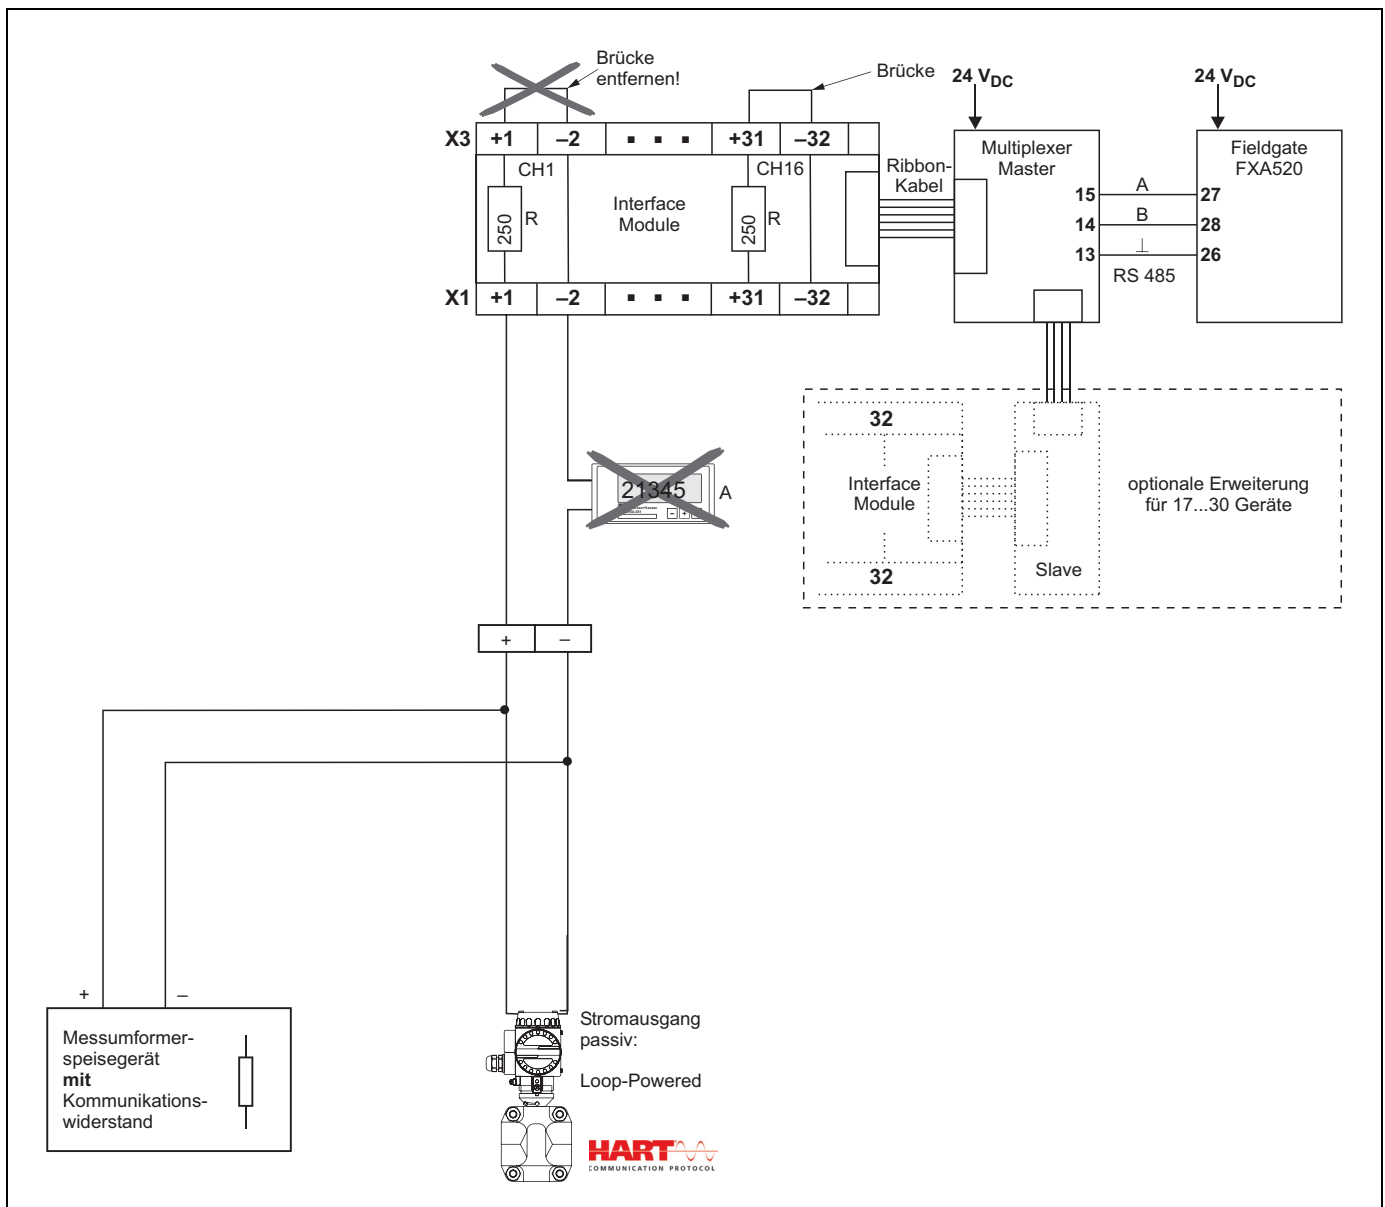 Brücke
entfernen!
Brücke
24 VDC
24 VDC
X3 +1 –2 ▪ ▪ ▪ +31 –32
CH1
CH16
250 R
Interface
Module
250 R
Ribbon-
Kabel
X1 +1 –2 ▪ ▪ ▪ +31 –32
Multiplexer
Master
15 A 27
14 B 28
13 ⊥ 26
RS 485
Fieldgate
FXA520
21345 A
32
Interface
Module
32
Slave
optionale Erweiterung
für 17...30 Geräte
+ –
+ –
Messumformer-
speisegerät
mit
Kommunikations-
widerstand
Stromausgang
passiv:
Loop-Powered
HART
COMMUNICATION PROTOCOL